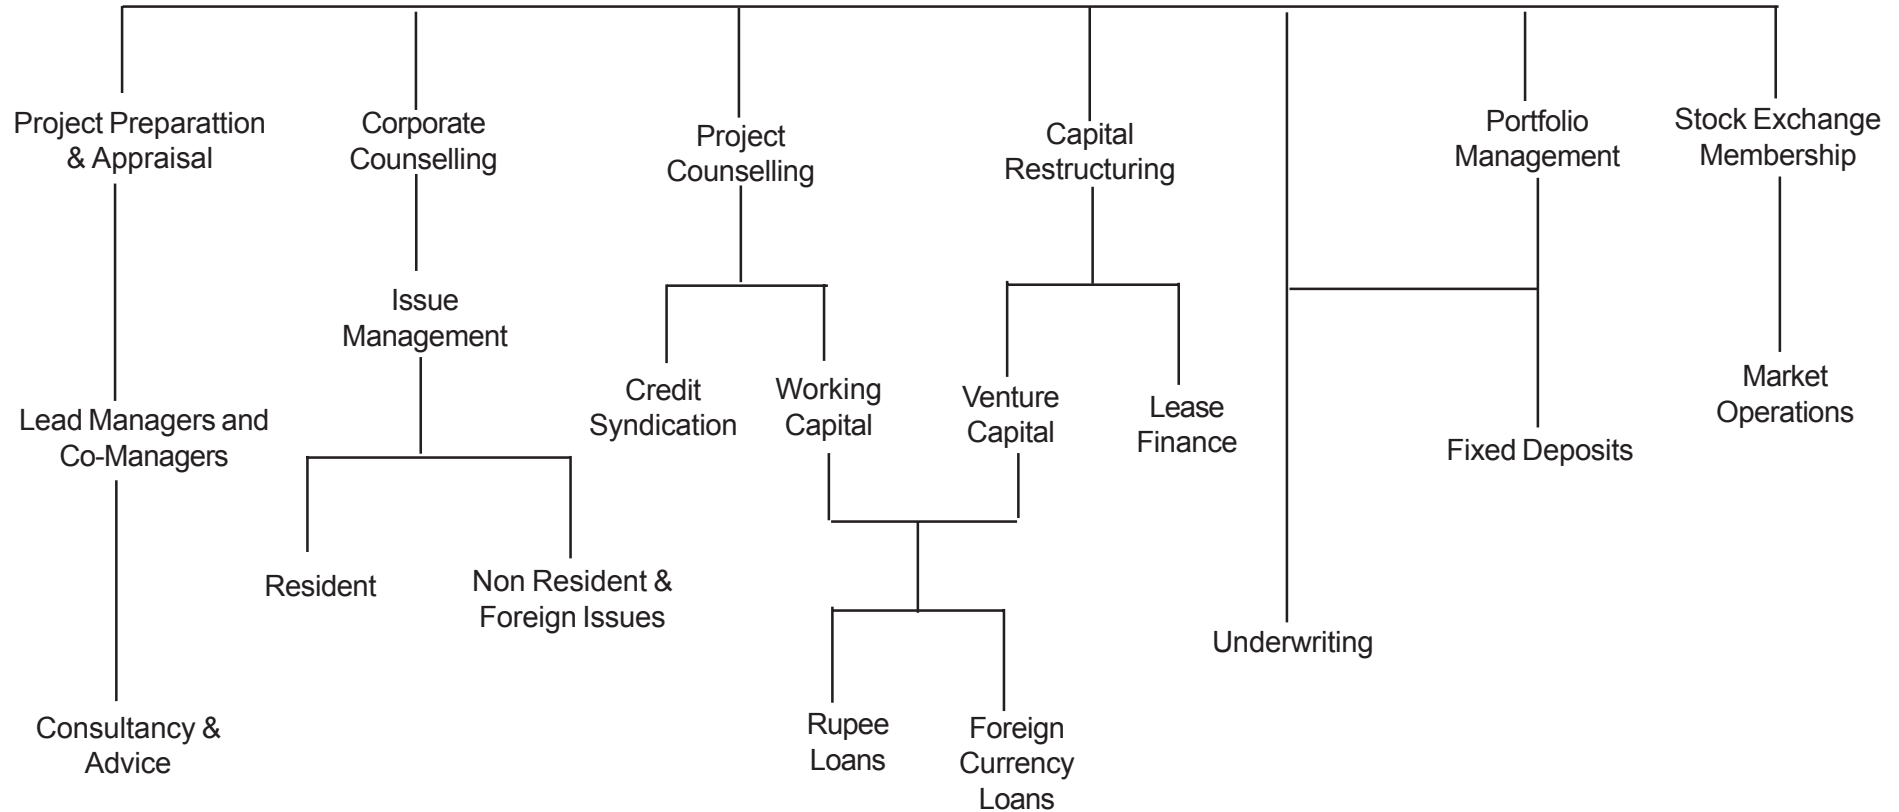 Project Preparattion
& Appraisal
Corporate
Counselling
Project
Counselling
Capital
Restructuring
Portfolio
Management
Stock Exchange
Membership
Issue
Management
Credit
Syndication
Working
Capital
Venture
Capital
Lease
Finance
Market
Operations
Lead Managers and
Co-Managers
Fixed Deposits
Resident
Non Resident &
Foreign Issues
Underwriting
Consultancy &
Advice
Rupee
Loans
Foreign
Currency
Loans